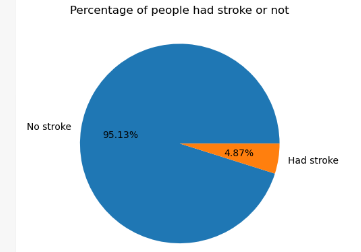 Percentage of people had stroke or not
No stroke
95.13%
4.87%
Had stroke